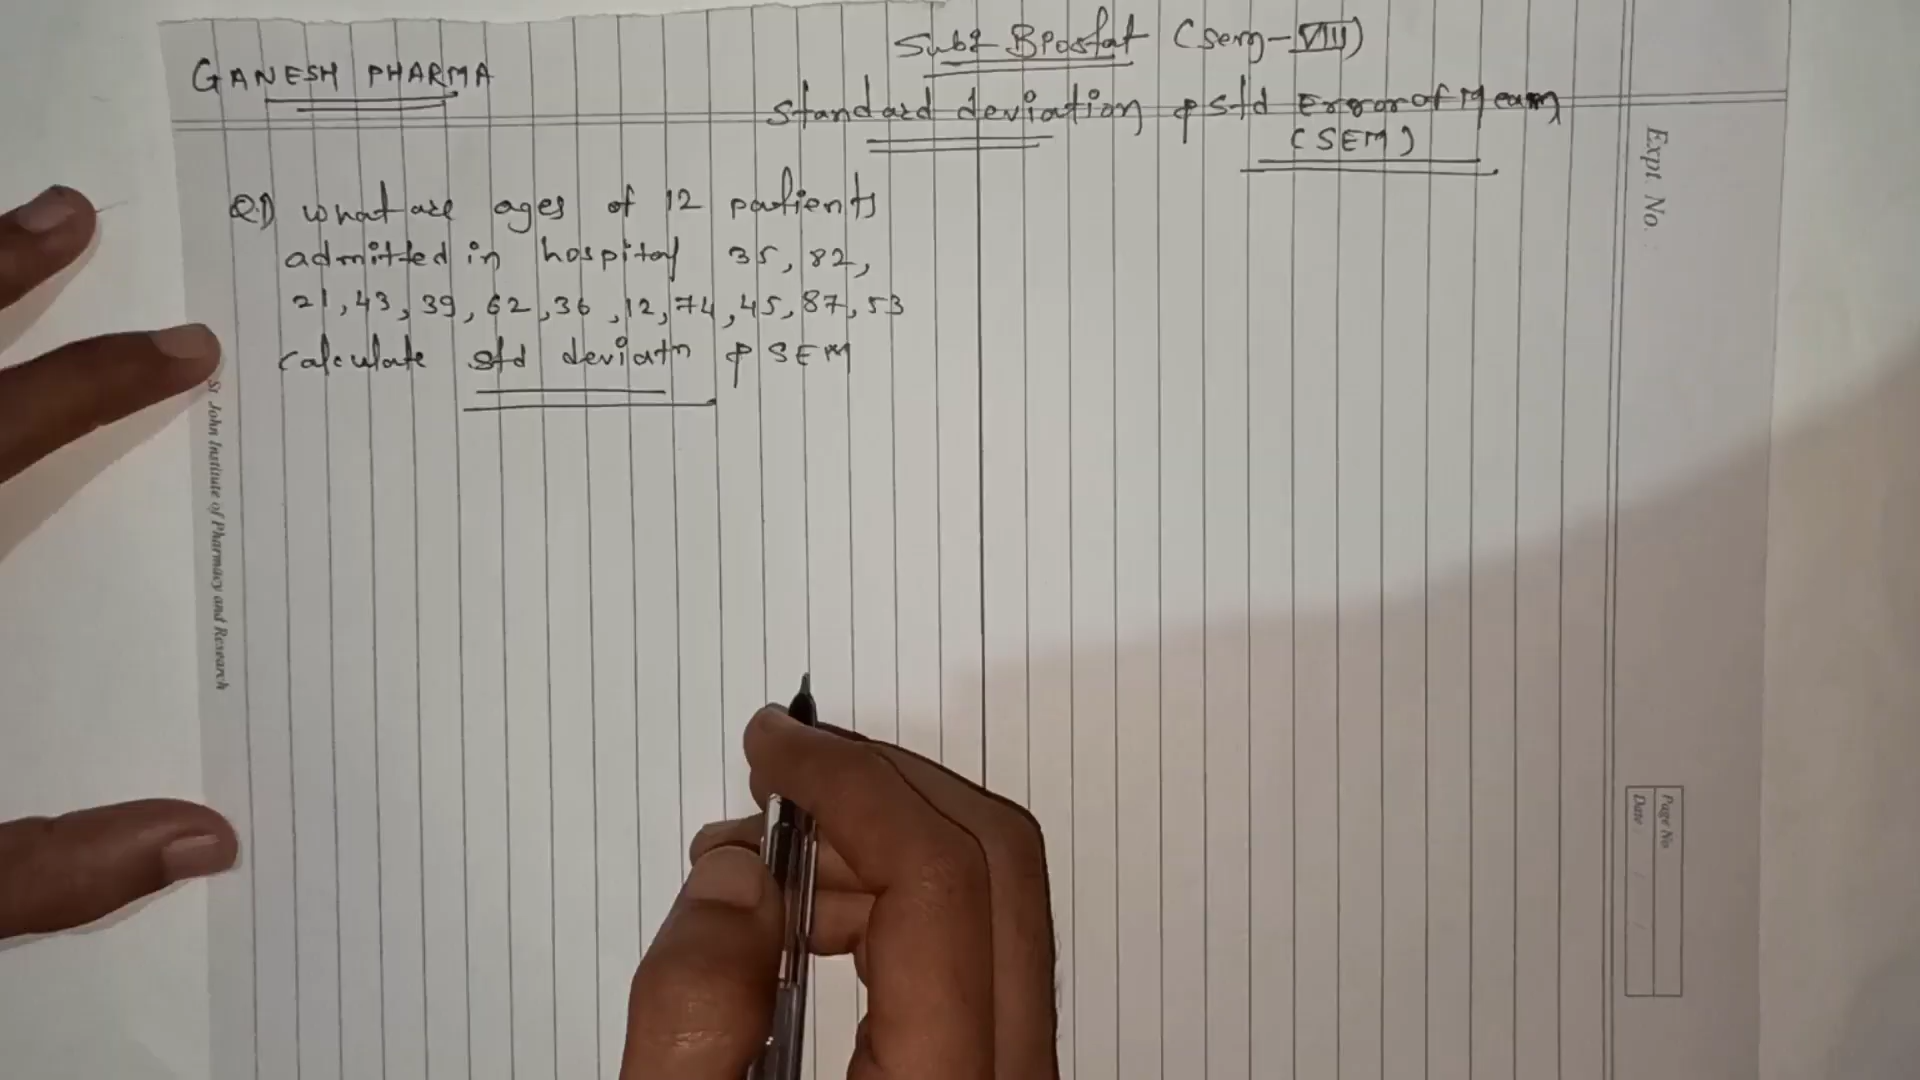 GANESH PHARMA
Sub:- Biostat (Sem-VIII)
Standard deviation & Std Error of Mean
(SEM)
Q.1) what are ages of 12 patients
admitted in hospital 35, 82,
21, 43, 39, 62, 36, 12, 74, 45, 87, 53
calculate std deviatn & SEM
Expt. No.
St. John Institute of Pharmacy and Research
Page No
Date : / /